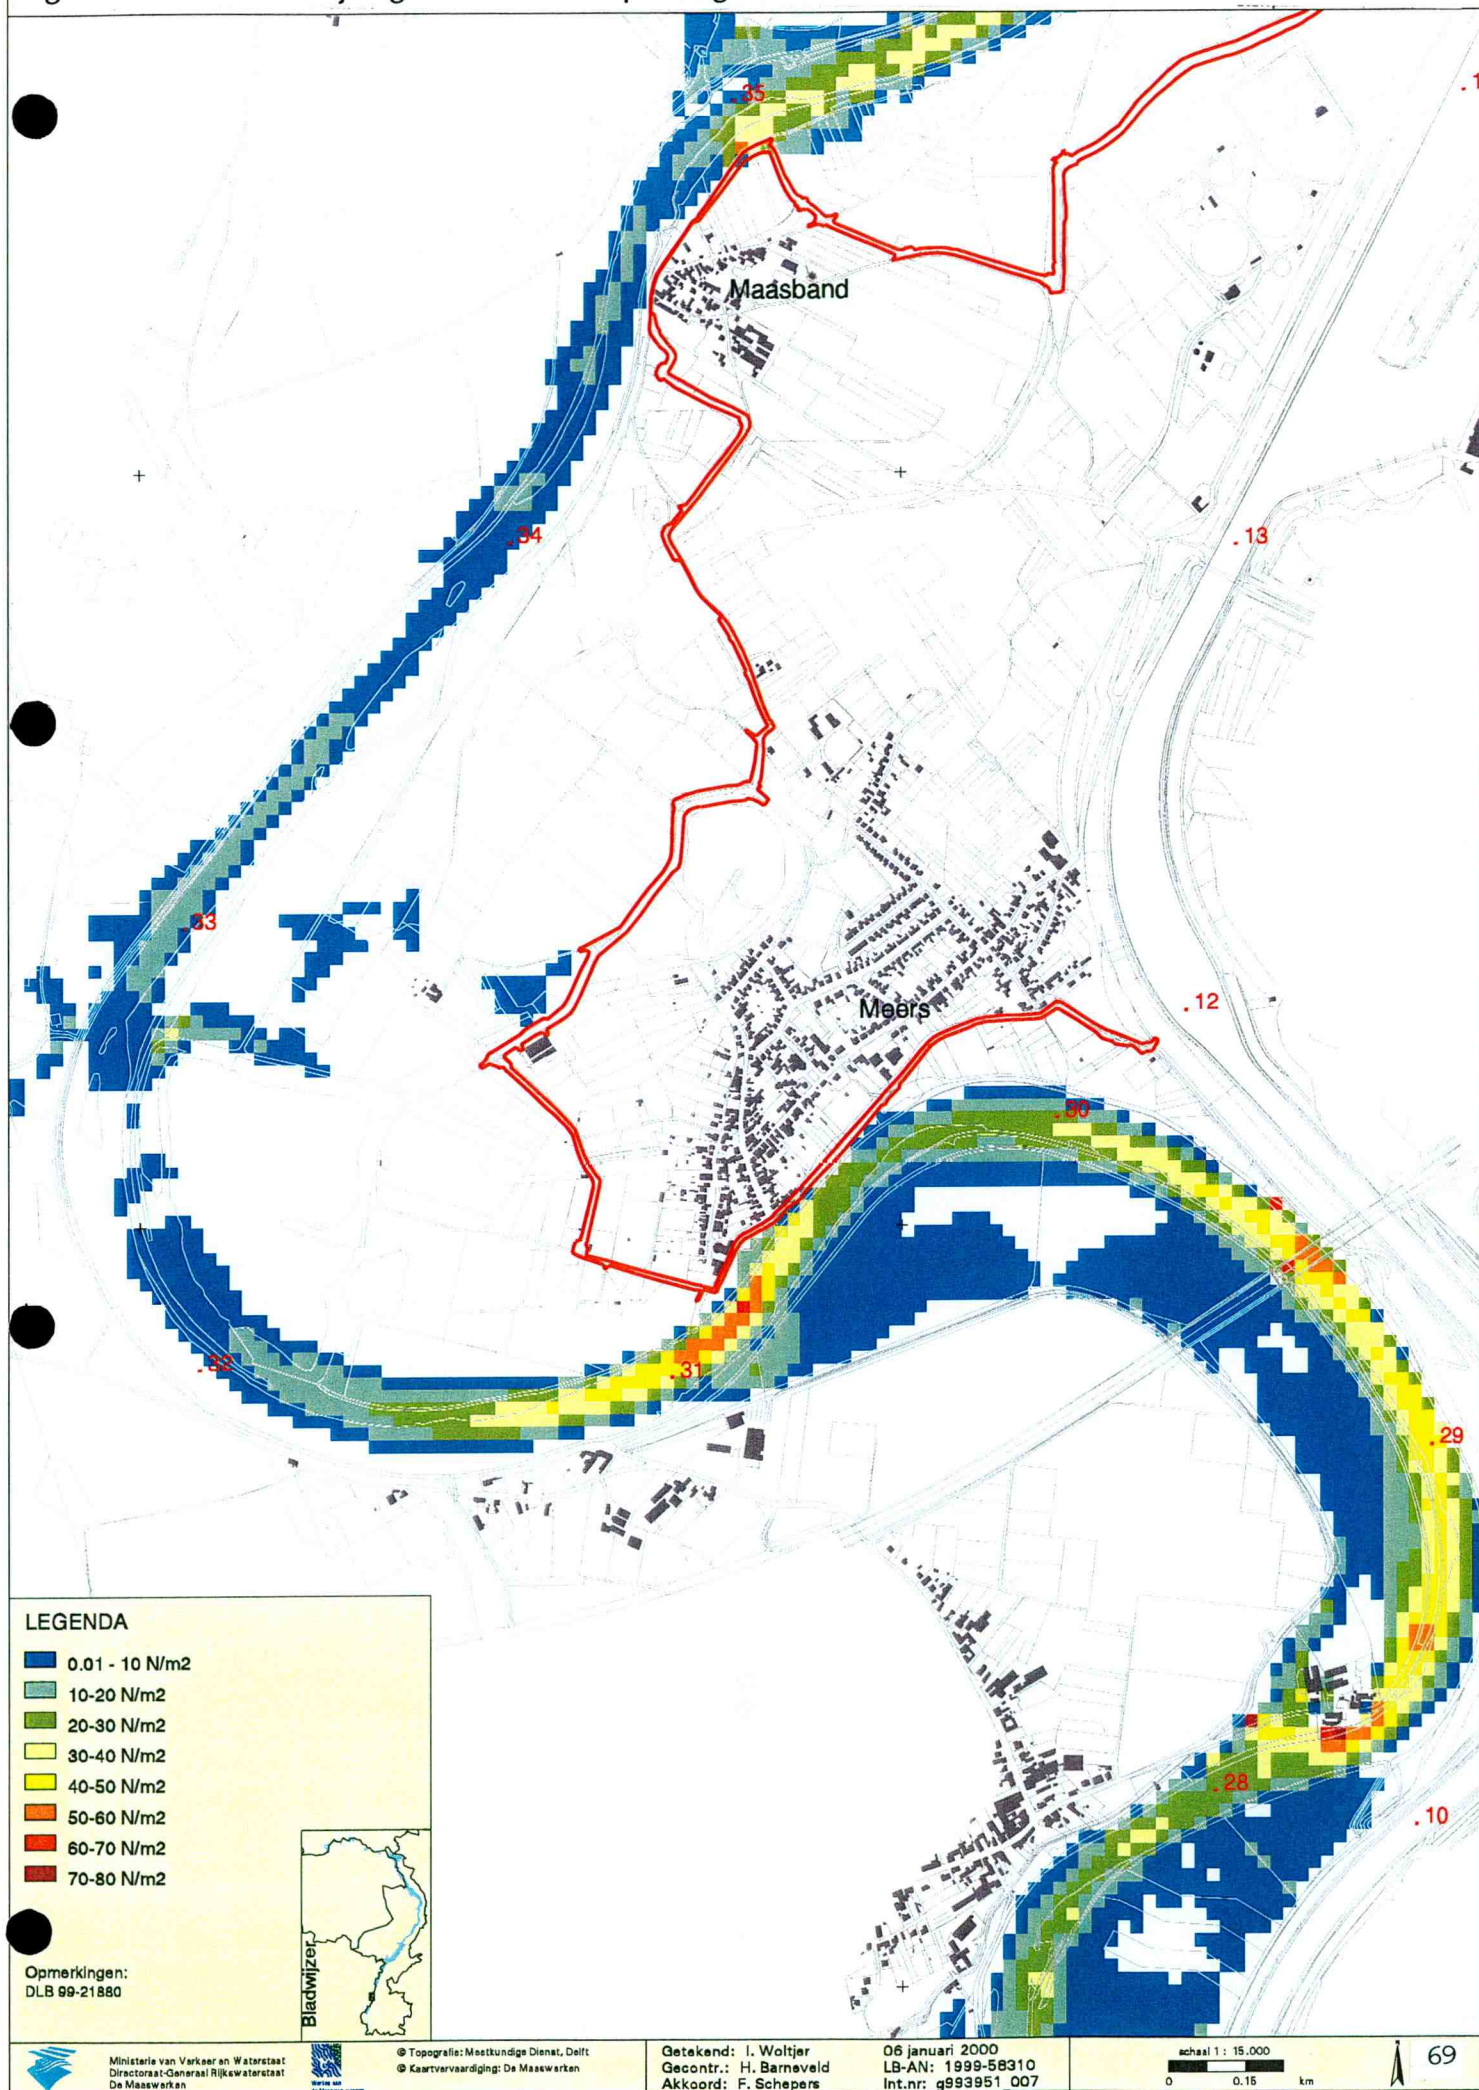 .35
.1
Maasband
.34
.13
.33
.12
Meers
.30
.32
.31
.29
.28
.10
LEGENDA
0.01 - 10 N/m2
10-20 N/m2
20-30 N/m2
30-40 N/m2
40-50 N/m2
50-60 N/m2
60-70 N/m2
70-80 N/m2
Opmerkingen:
DLB 99-21880
Bladwijzer
Ministerie van Verkeer en Waterstaat
Directoraat-Generaal Rijkswaterstaat
De Maaswerken
© Topografie: Meetkundige Dienst, Delft
© Kaartvervaardiging: De Maaswerken
Getekend: I. Woltjer
Gecontr.: H. Barneveld
Akkoord: F. Schepers
06 januari 2000
LB-AN: 1999-58310
Int.nr: g993951_007
schaal 1 : 15.000
0 0.15 km
69